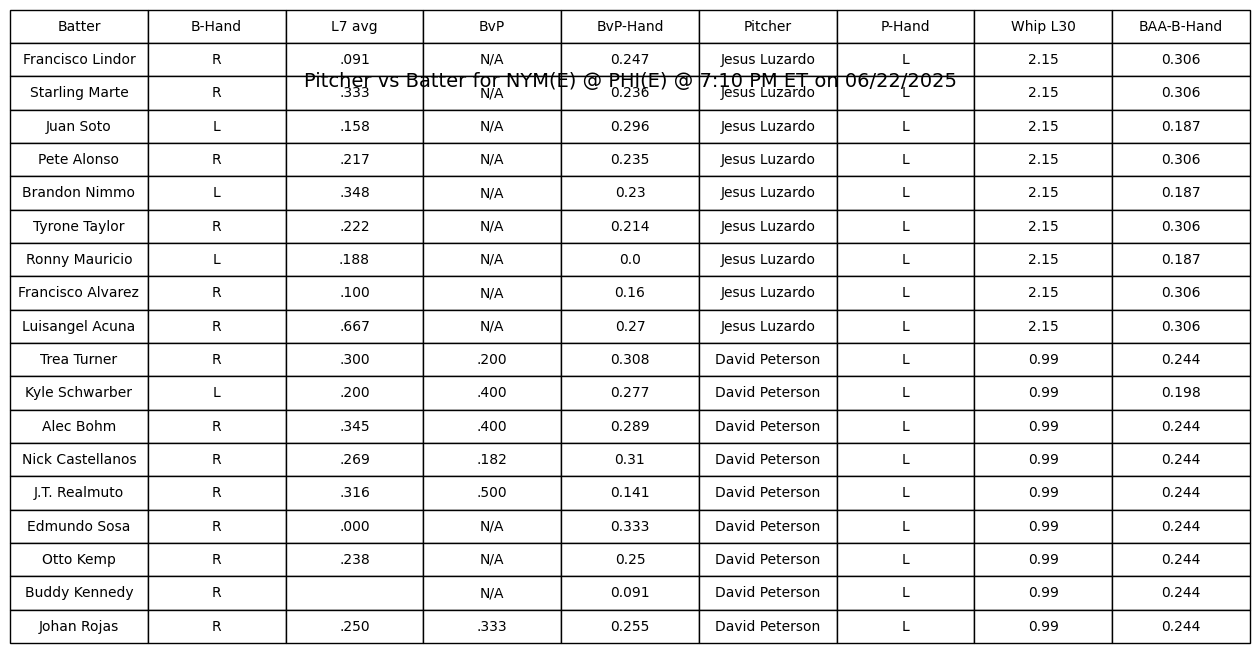 Batter B-Hand L7 avg BvP BvP-Hand Pitcher P-Hand Whip L30 BAA-B-Hand
Francisco Lindor R .091 N/A 0.247 Jesus Luzardo L 2.15 0.306
Pitcher vs Batter for NYM(E) @ PHI(E) @ 7:10 PM ET on 06/22/2025
Starling Marte R .333 N/A 0.236 Jesus Luzardo L 2.15 0.306
Juan Soto L .158 N/A 0.296 Jesus Luzardo L 2.15 0.187
Pete Alonso R .217 N/A 0.235 Jesus Luzardo L 2.15 0.306
Brandon Nimmo L .348 N/A 0.23 Jesus Luzardo L 2.15 0.187
Tyrone Taylor R .222 N/A 0.214 Jesus Luzardo L 2.15 0.306
Ronny Mauricio L .188 N/A 0.0 Jesus Luzardo L 2.15 0.187
Francisco Alvarez R .100 N/A 0.16 Jesus Luzardo L 2.15 0.306
Luisangel Acuna R .667 N/A 0.27 Jesus Luzardo L 2.15 0.306
Trea Turner R .300 .200 0.308 David Peterson L 0.99 0.244
Kyle Schwarber L .200 .400 0.277 David Peterson L 0.99 0.198
Alec Bohm R .345 .400 0.289 David Peterson L 0.99 0.244
Nick Castellanos R .269 .182 0.31 David Peterson L 0.99 0.244
J.T. Realmuto R .316 .500 0.141 David Peterson L 0.99 0.244
Edmundo Sosa R .000 N/A 0.333 David Peterson L 0.99 0.244
Otto Kemp R .238 N/A 0.25 David Peterson L 0.99 0.244
Buddy Kennedy R N/A 0.091 David Peterson L 0.99 0.244
Johan Rojas R .250 .333 0.255 David Peterson L 0.99 0.244